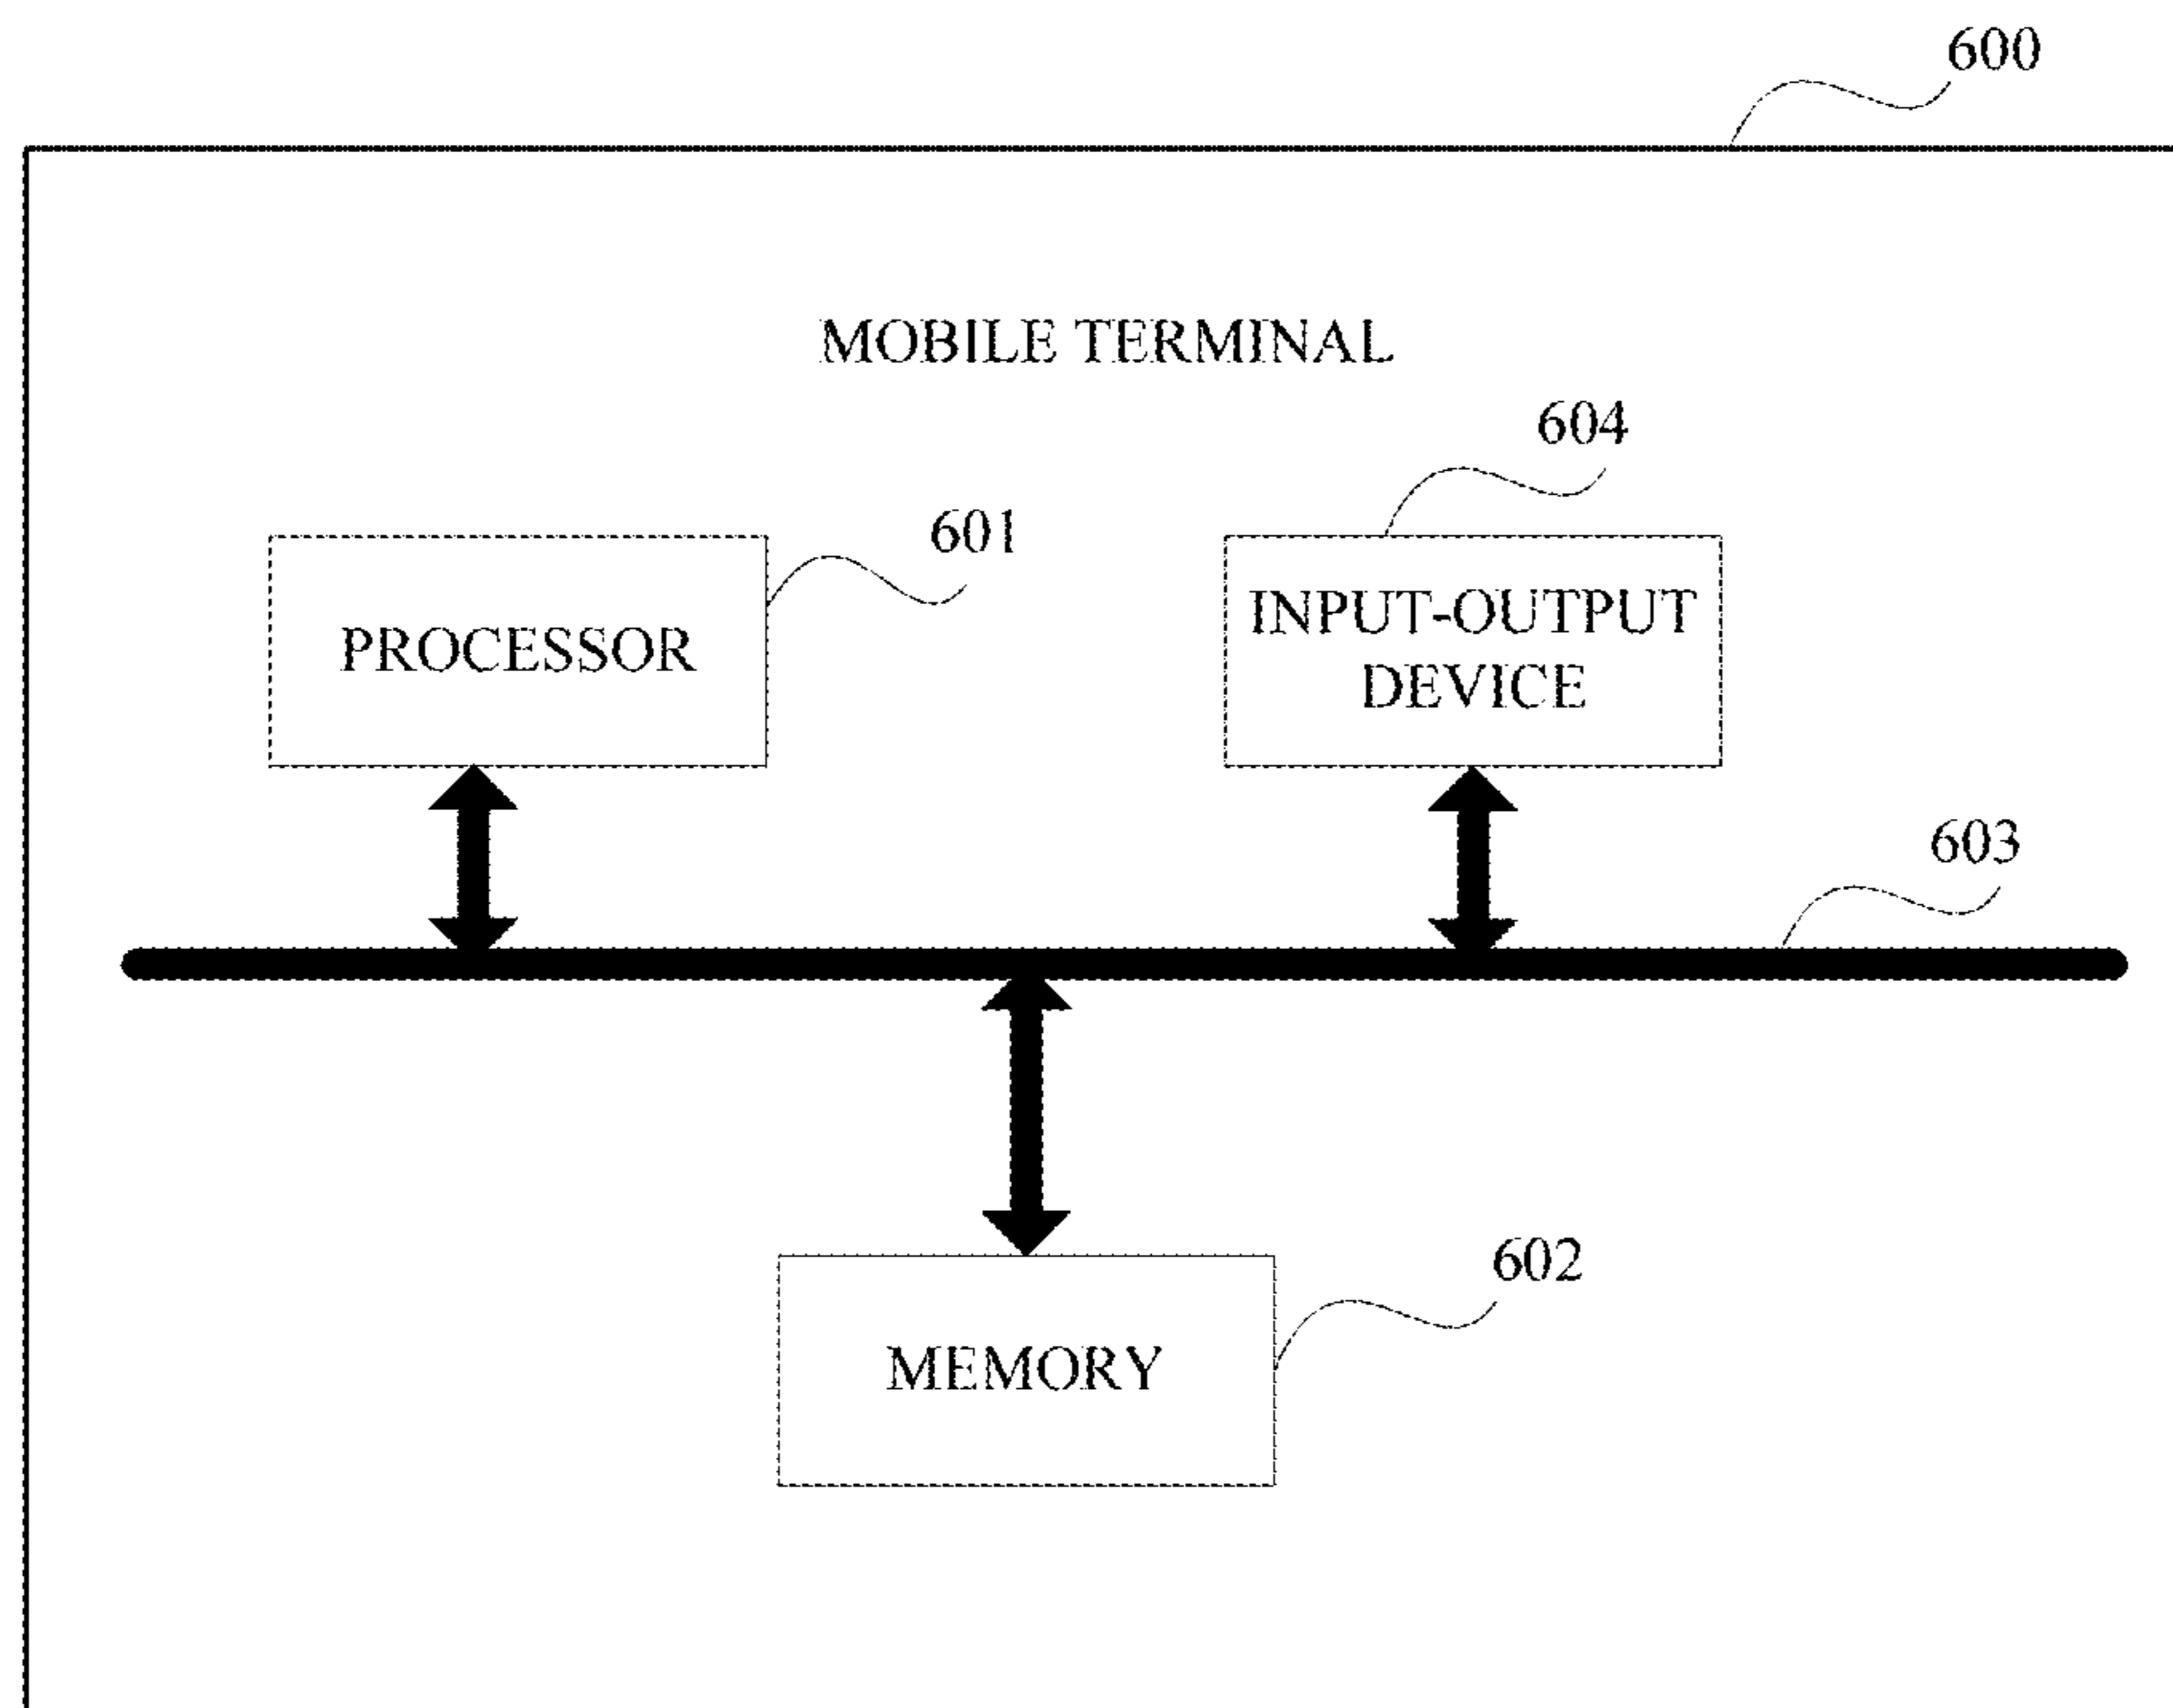 600
MOBILE TERMINAL
604
601
INPUT-OUTPUT
DEVICE
PROCESSOR
603
602
MEMORY